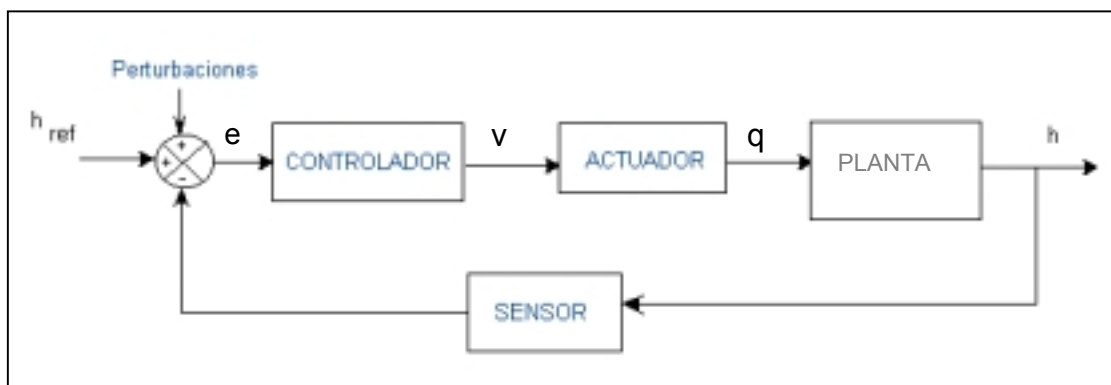 Perturbaciones
h ref
+
+
-
e
CONTROLADOR
v
ACTUADOR
q
PLANTA
h
SENSOR